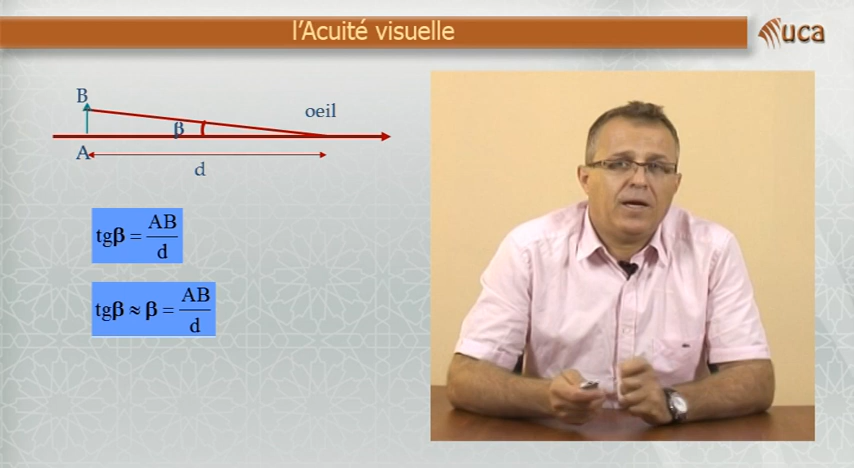 l'Acuité visuelle
uca
B
oeil
β
A
d
tgβ = AB/d
tgβ ≈ β = AB/d